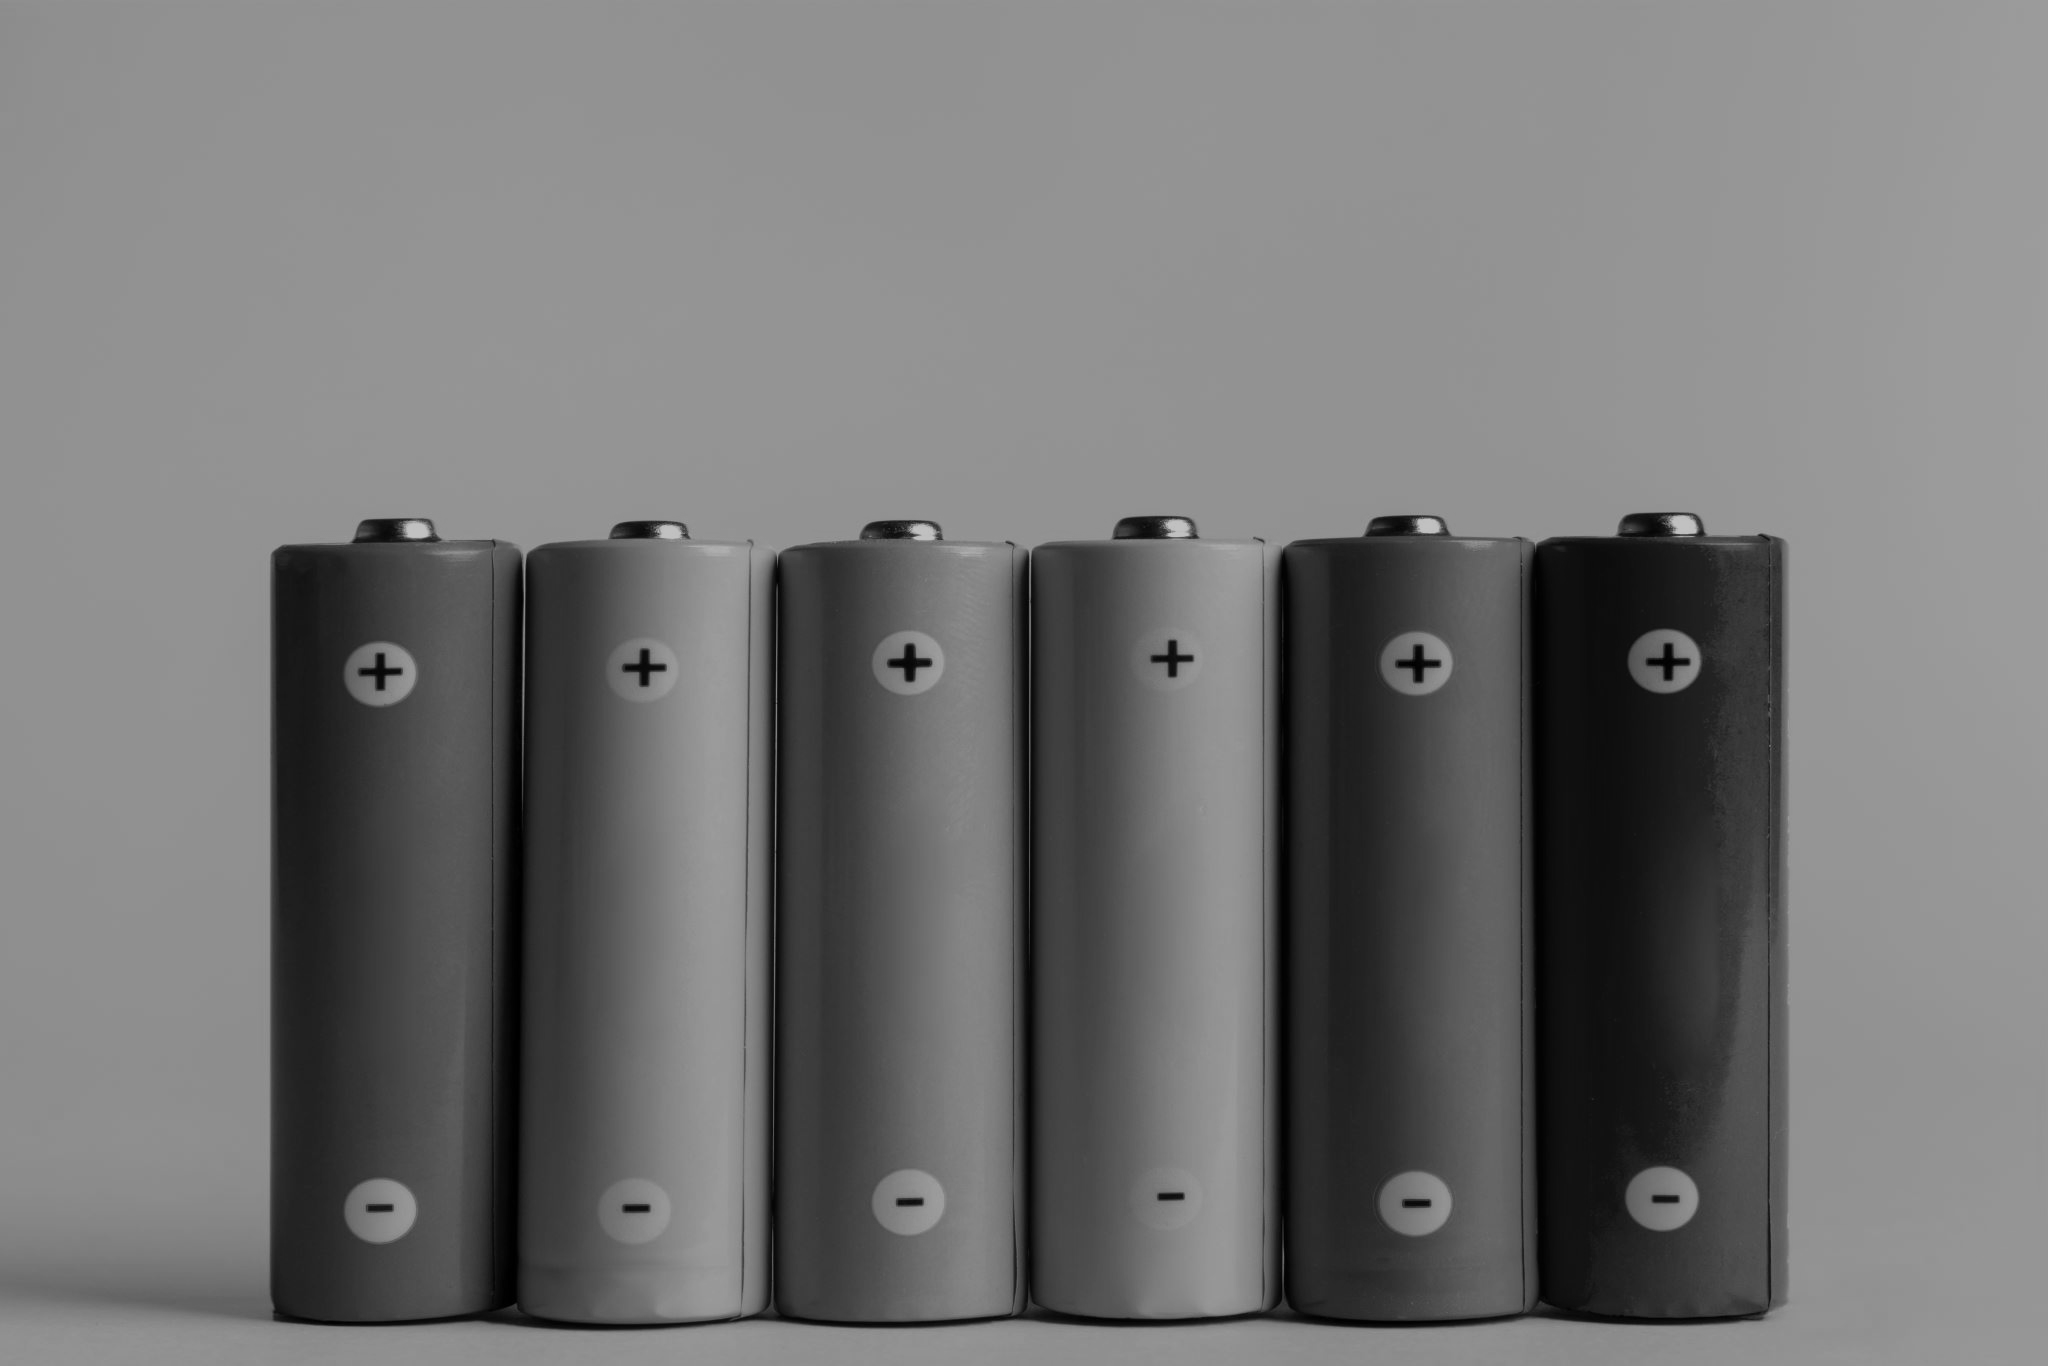 + + + + + +
- - - - - -